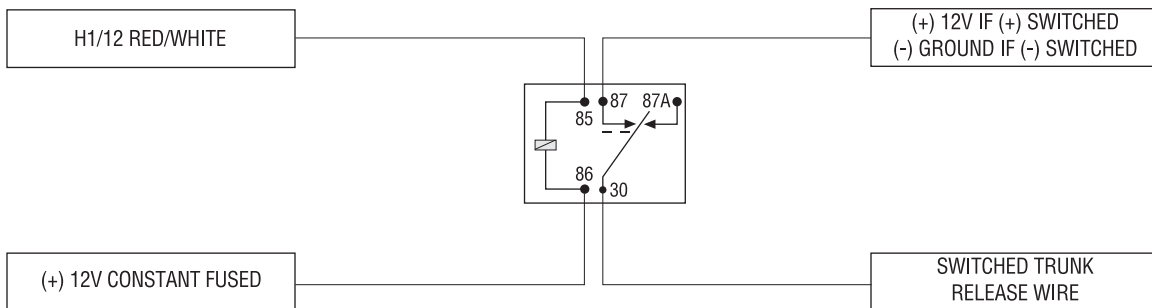 H1/12 RED/WHITE
(+) 12V IF (+) SWITCHED
(-) GROUND IF (-) SWITCHED
87 87A
85
86
30
(+) 12V CONSTANT FUSED
SWITCHED TRUNK
RELEASE WIRE